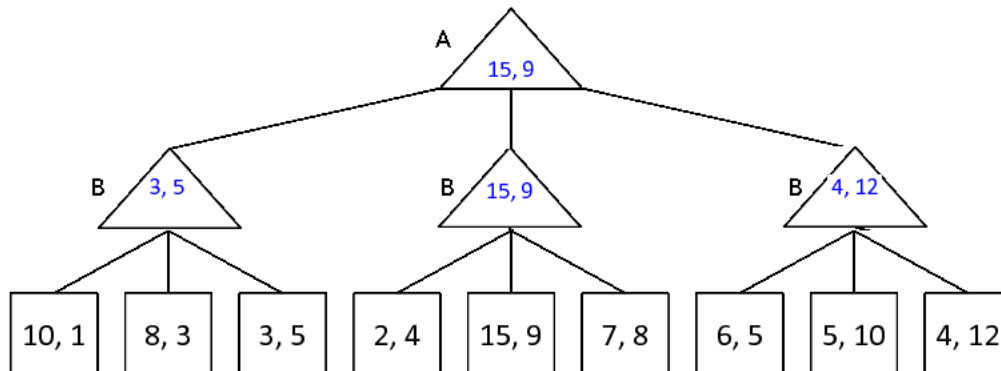 A
15, 9
B 3, 5 B 15, 9 B 4, 12
10, 1 8, 3 3, 5 2, 4 15, 9 7, 8 6, 5 5, 10 4, 12